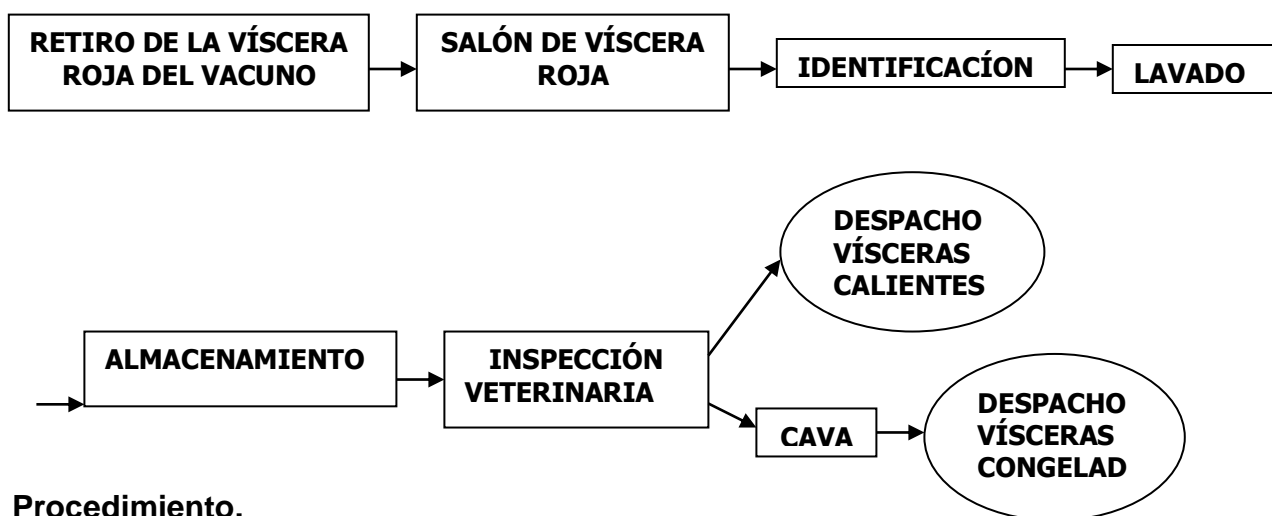 RETIRO DE LA VÍSCERA
ROJA DEL VACUNO
SALÓN DE VÍSCERA
ROJA
IDENTIFICACÍON
LAVADO
ALMACENAMIENTO
INSPECCIÓN
VETERINARIA
DESPACHO
VÍSCERAS
CALIENTES
CAVA
DESPACHO
VÍSCERAS
CONGELAD
Procedimiento.